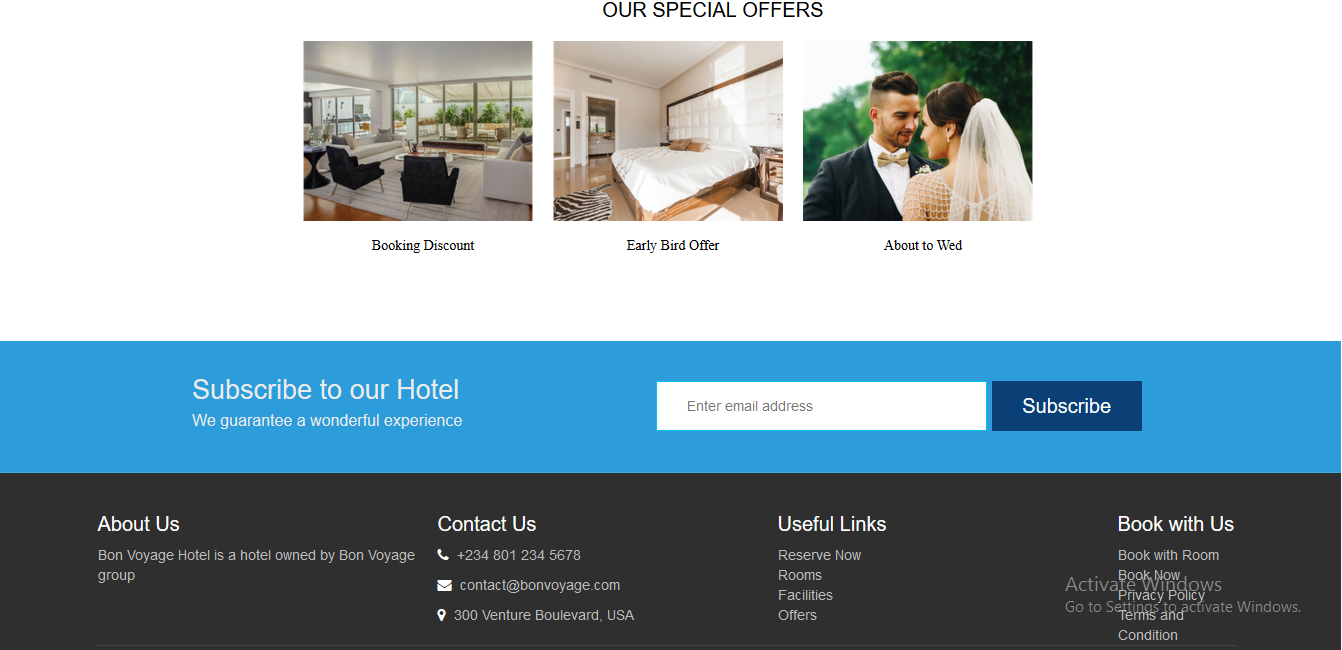 OUR SPECIAL OFFERS
Booking Discount
Early Bird Offer
About to Wed
Subscribe to our Hotel
We guarantee a wonderful experience
Enter email address
Subscribe
About Us
Bon Voyage Hotel is a hotel owned by Bon Voyage
group
Contact Us
+234 801 234 5678
contact@bonvoyage.com
300 Venture Boulevard, USA
Useful Links
Reserve Now
Rooms
Facilities
Offers
Book with Us
Book with Room
Book Now
Privacy Policy
Terms and
Condition
Activate Windows
Go to Settings to activate Windows.